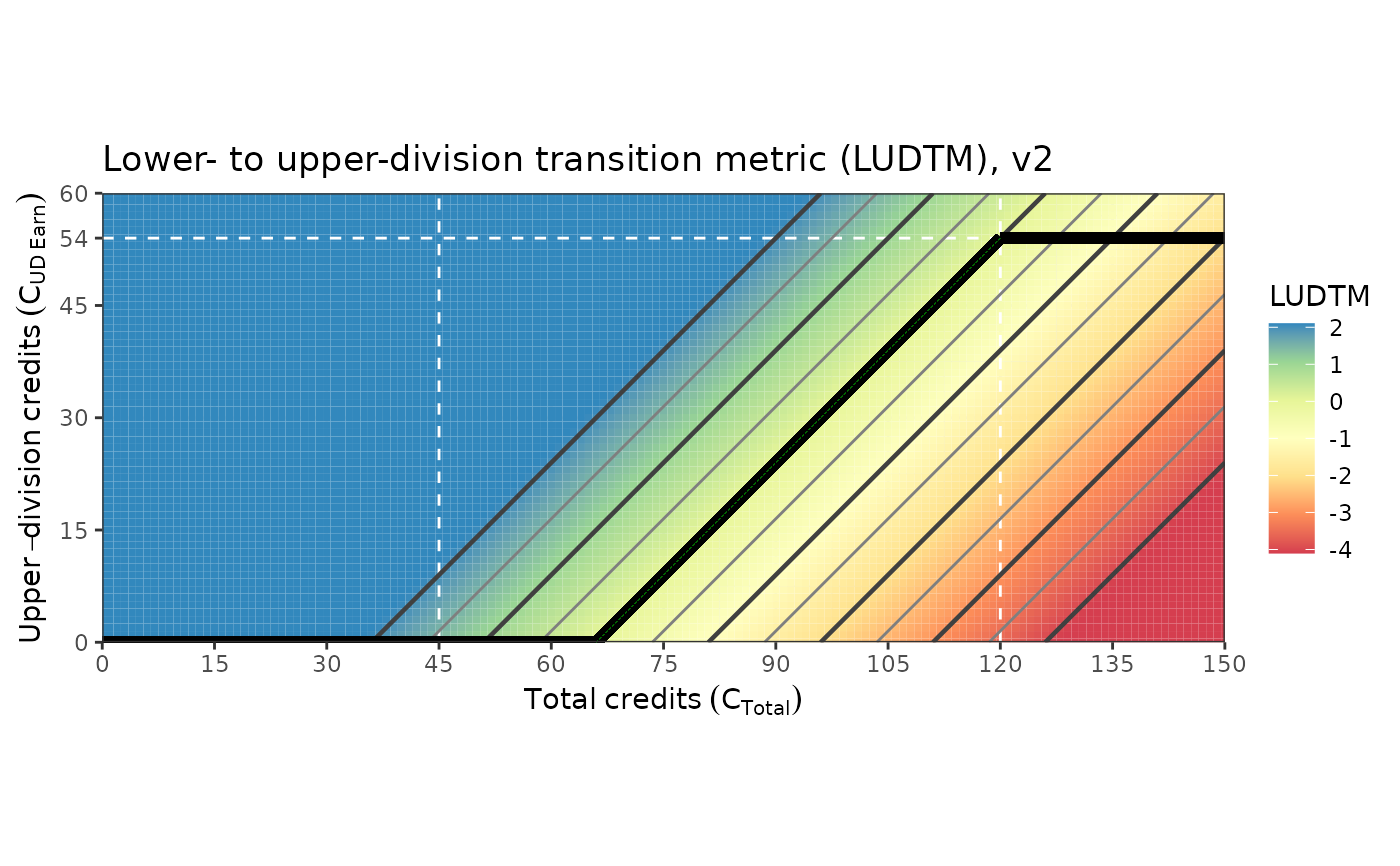 Lower- to upper-division transition metric (LUDTM), v2
Upper –division credits (C_UD Earn)
60
54
45
30
15
0
0 15 30 45 60 75 90 105 120 135 150
Total credits (C_Total)
LUDTM
2
1
0
-1
-2
-3
-4